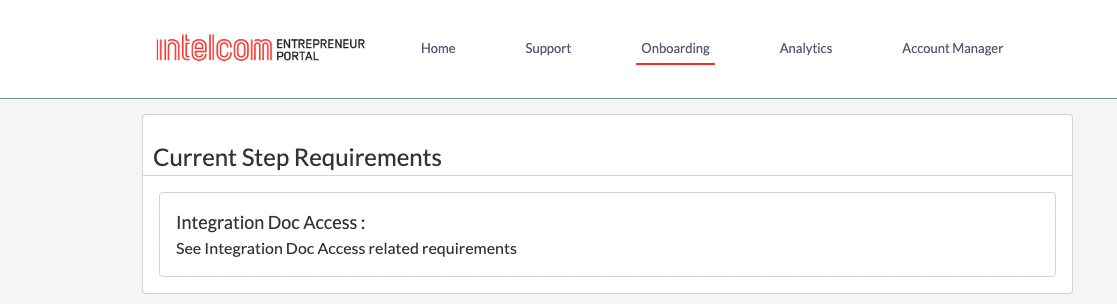 intelcom ENTREPRENEUR
PORTAL
Home Support Onboarding Analytics Account Manager
Current Step Requirements
Integration Doc Access :
See Integration Doc Access related requirements